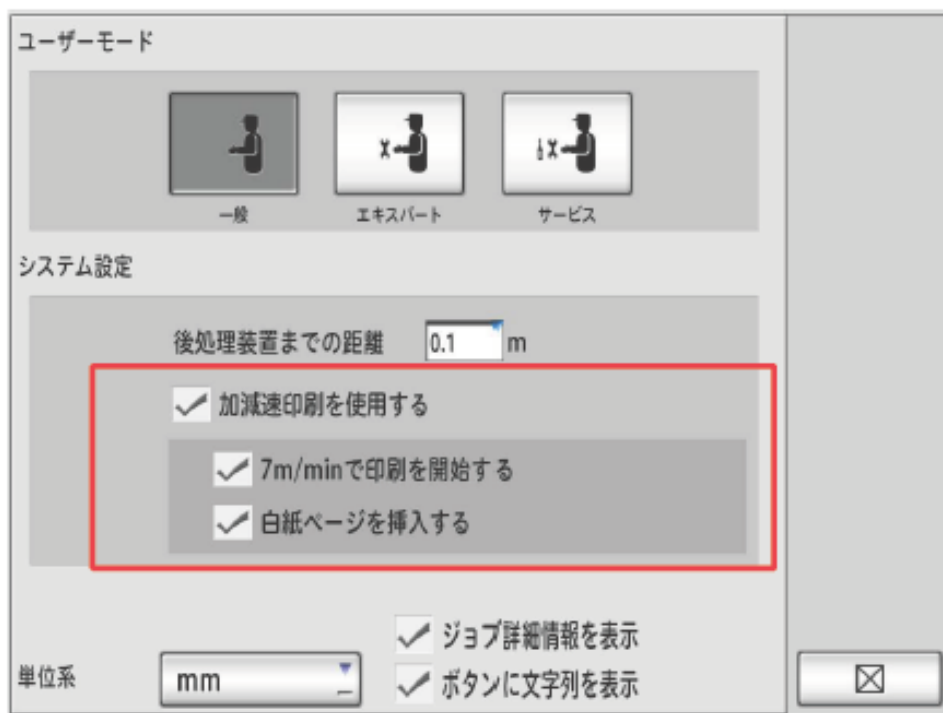 ユーザーモード
一般
エキスパート
サービス
システム設定
後処理装置までの距離 0.1 m
加減速印刷を使用する
7m/minで印刷を開始する
白紙ページを挿入する
ジョブ詳細情報を表示
単位系 mm ボタンに文字列を表示